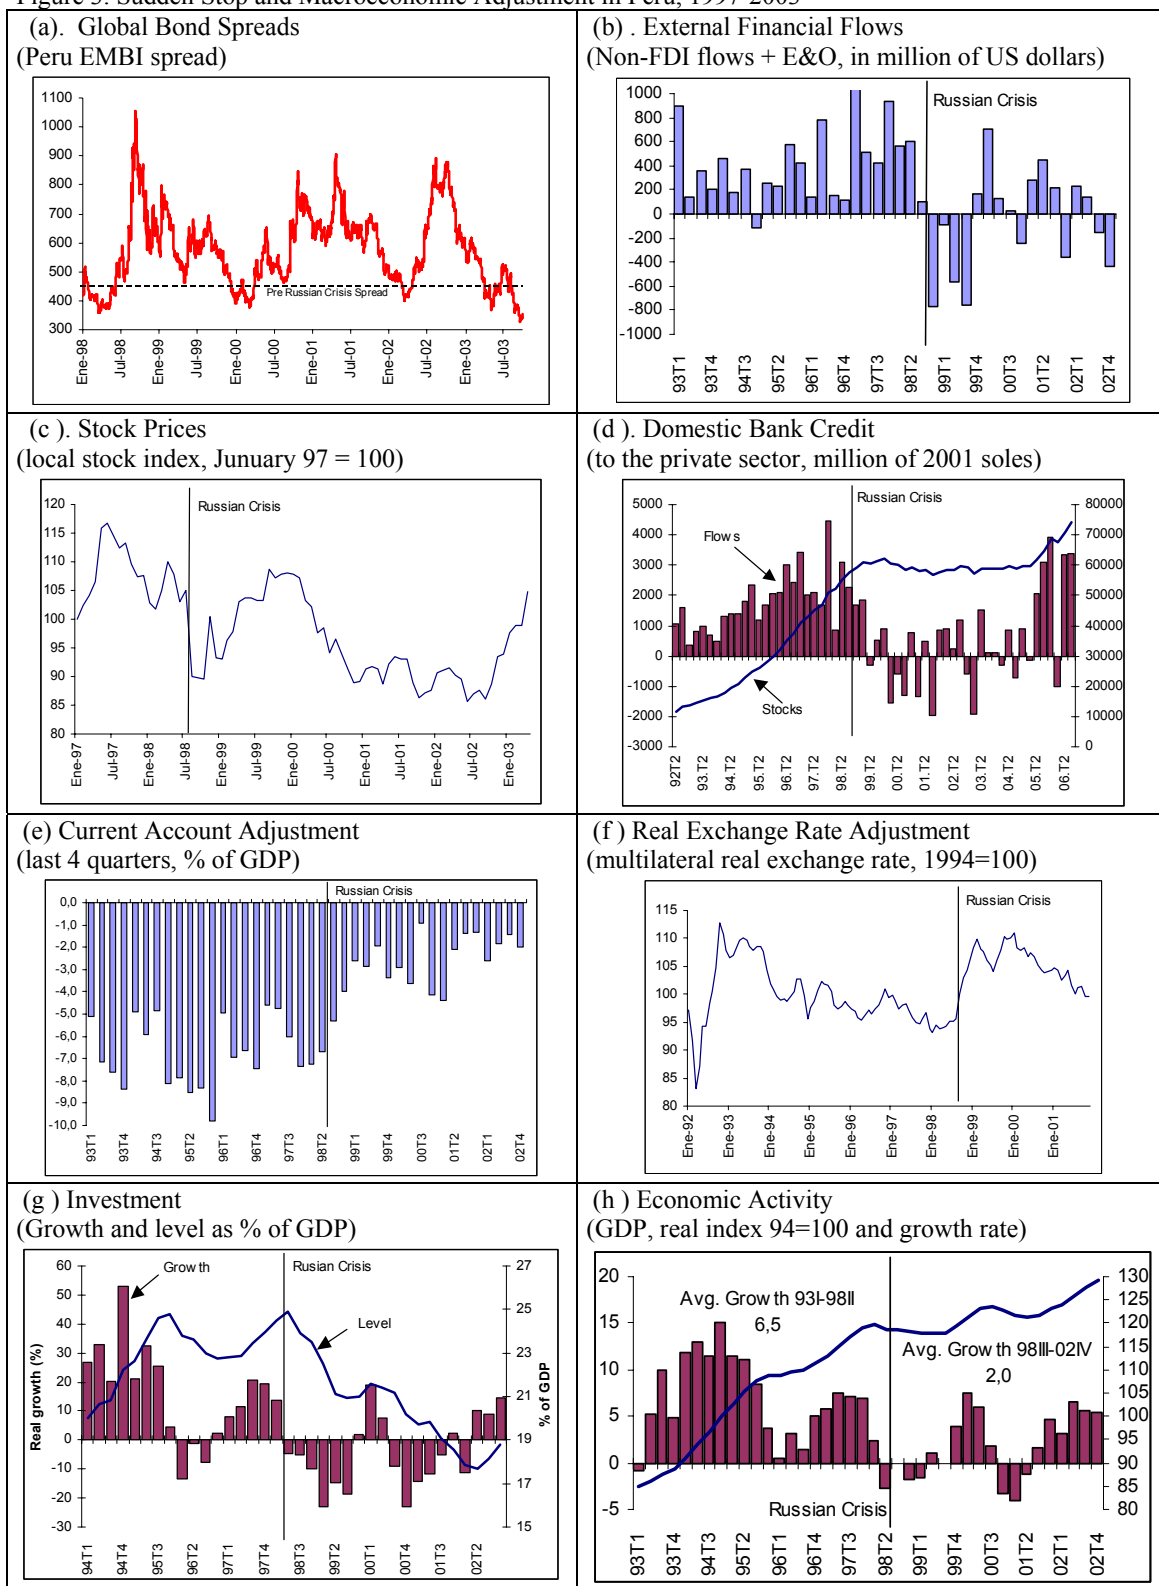 Figure 3. Sudden Stop and Macroeconomic Adjustment in Peru, 1997-2003
(a). Global Bond Spreads
(Peru EMBI spread)
1100
1000
900
800
700
600
500
400
300
Pre Russian Crisis Spread
Ene-98
Jul-98
Ene-99
Jul-99
Ene-00
Jul-00
Ene-01
Jul-01
Ene-02
Jul-02
Ene-03
Jul-03
(b) . External Financial Flows
(Non-FDI flows + E&O, in million of US dollars)
1000
800
600
400
200
0
-200
-400
-600
-800
-1000
Russian Crisis
93T1
93T4
94T3
95T2
96T1
96T4
97T3
98T2
99T1
99T4
00T3
01T2
02T1
02T4
(c ). Stock Prices
(local stock index, Junuary 97 = 100)
120
115
110
105
100
95
90
85
80
Russian Crisis
Ene-97
Jul-97
Ene-98
Jul-98
Ene-99
Jul-99
Ene-00
Jul-00
Ene-01
Jul-01
Ene-02
Jul-02
Ene-03
(d ). Domestic Bank Credit
(to the private sector, million of 2001 soles)
5000
4000
3000
2000
1000
0
-1000
-2000
-3000
Russian Crisis
Flows
Stocks
80000
70000
60000
50000
40000
30000
20000
10000
0
92T2
93.T2
94.T2
95.T2
96.T2
97.T2
98.T2
99.T2
00.T2
01.T2
02.T2
03.T2
04.T2
05.T2
06.T2
(e) Current Account Adjustment
(last 4 quarters, % of GDP)
0,0
-1,0
-2,0
-3,0
-4,0
-5,0
-6,0
-7,0
-8,0
-9,0
-10,0
Russian Crisis
93T1
93T4
94T3
95T2
96T1
96T4
97T3
98T2
99T1
99T4
00T3
01T2
02T1
02T4
(f ) Real Exchange Rate Adjustment
(multilateral real exchange rate, 1994=100)
115
110
105
100
95
90
85
80
Russian Crisis
Ene-92
Ene-93
Ene-94
Ene-95
Ene-96
Ene-97
Ene-98
Ene-99
Ene-00
Ene-01
(g ) Investment
(Growth and level as % of GDP)
60
50
40
30
20
10
0
-10
-20
-30
Real growth (%)
Growth
Rusian Crisis
Level
27
25
23
21
19
17
15
% of GDP
94T1
94T4
95T3
96T2
97T1
97T4
98T3
99T2
00T1
00T4
01T3
02T2
(h ) Economic Activity
(GDP, real index 94=100 and growth rate)
20
15
10
5
0
-5
Avg. Growth 93I-98II
6,5
Avg. Growth 98III-02IV
2,0
Russian Crisis
130
125
120
115
110
105
100
95
90
85
80
93T1
93T4
94T3
95T2
96T1
96T4
97T3
98T2
99T1
99T4
00T3
01T2
02T1
02T4